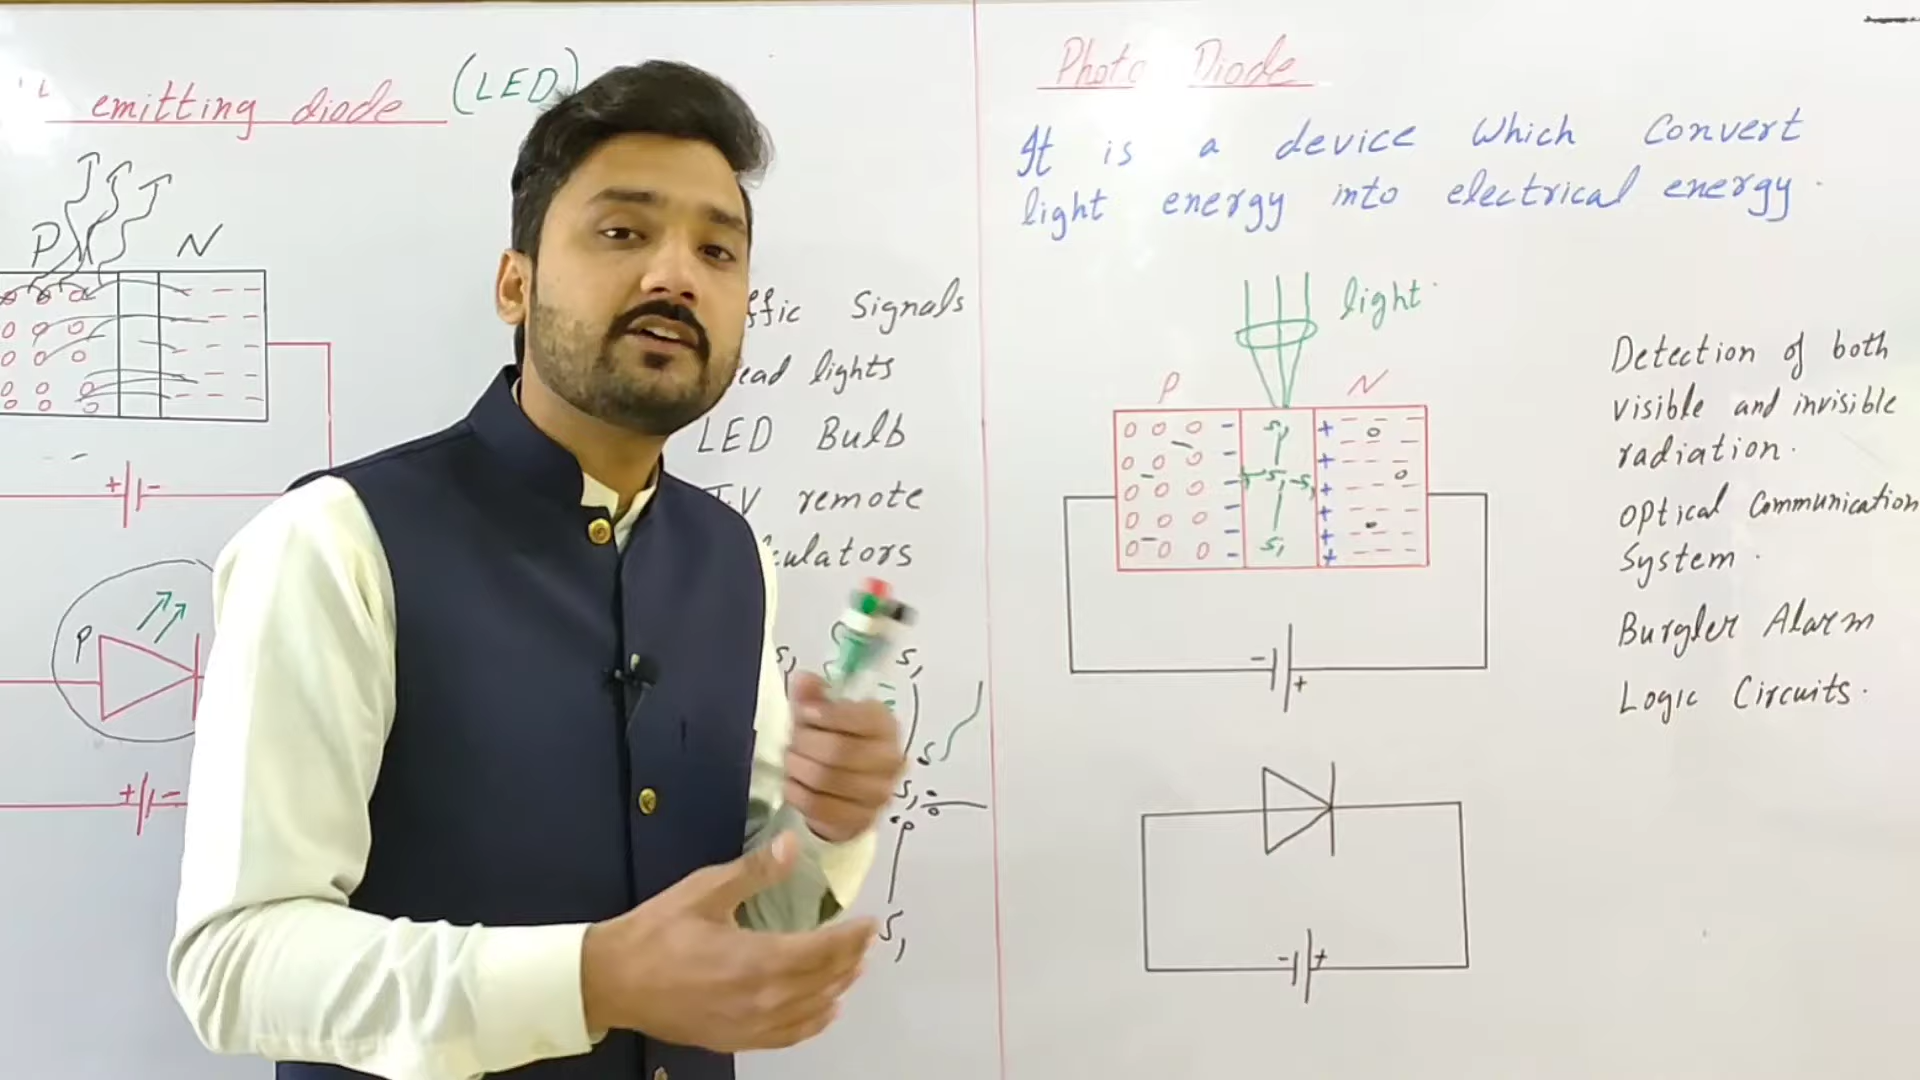 emitting diode (LED)
P N
+ -
P
+ -
Signals
lights
LED Bulb
remote
Photo Diode
It is a device Which Convert
light energy into electrical energy.
light
P N
- +
- +
Detection of both
visible and invisible
radiation.
Optical Communication
System.
Burgler Alarm
Logic Circuits.